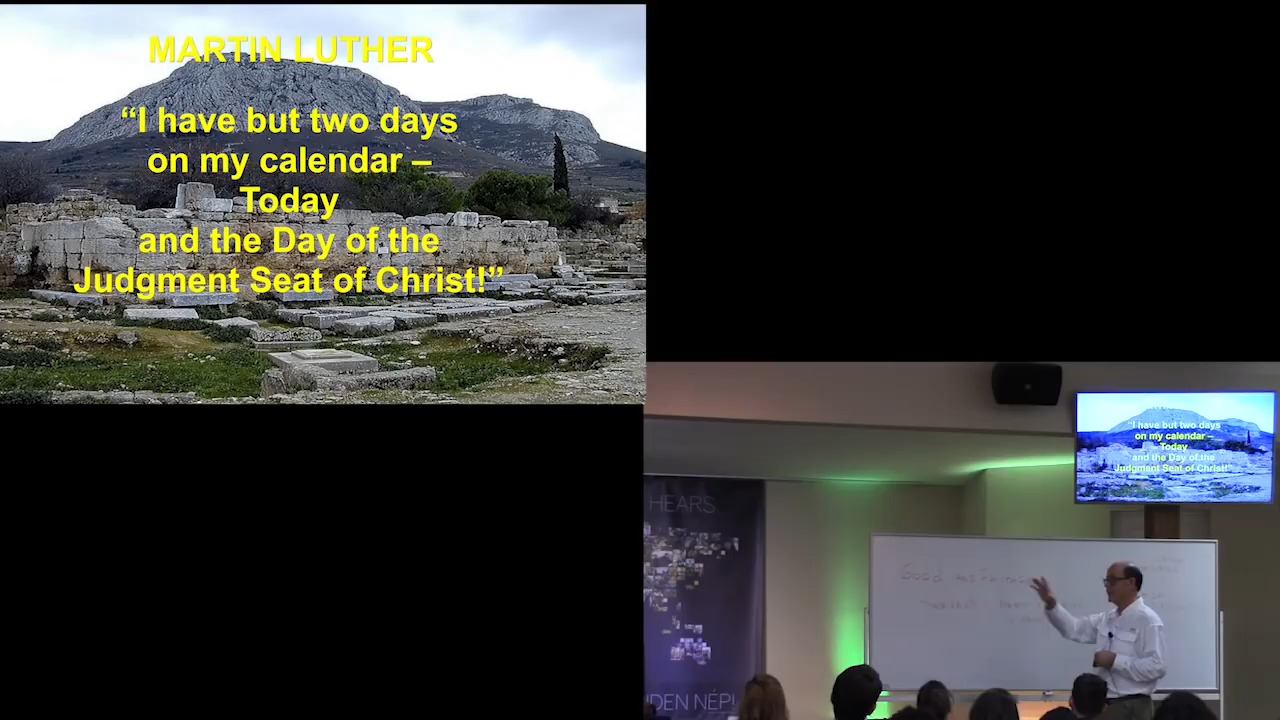 MARTIN LUTHER
“I have but two days
on my calendar –
Today
and the Day of the
Judgment Seat of Christ!”
“I have but two days
on my calendar –
Today
and the Day of the
Judgment Seat of Christ!”
HEARS
DEN NÉP!
GOOD